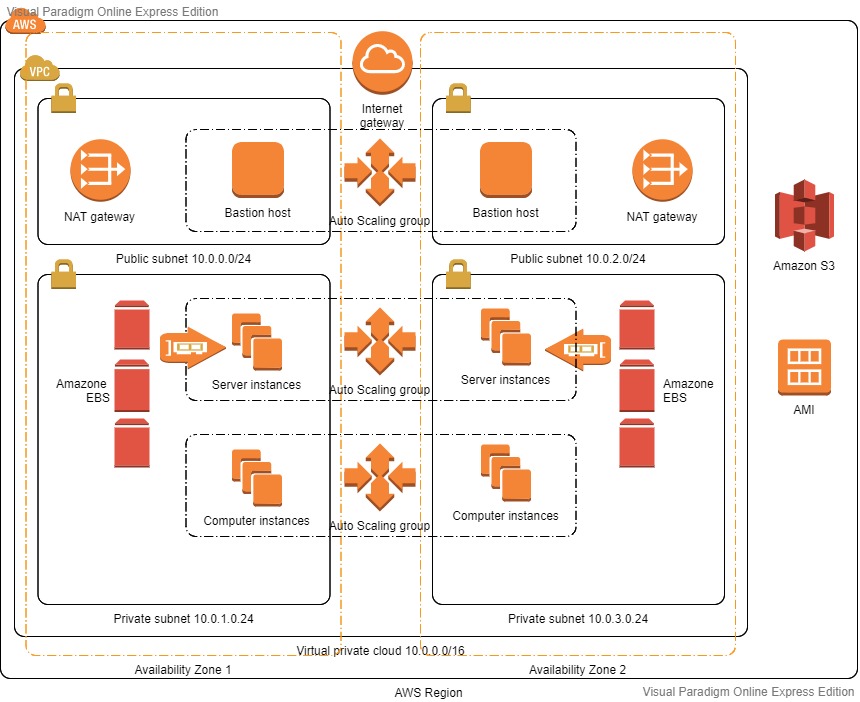 Visual Paradigm Online Express Edition
AWS
VPC
Internet
gateway
NAT gateway
Bastion host
Auto Scaling group
Bastion host
NAT gateway
Public subnet 10.0.0.0/24
Public subnet 10.0.2.0/24
Amazon S3
Amazone
EBS
Server instances
Auto Scaling group
Server instances
Amazone
EBS
AMI
Computer instances
Auto Scaling group
Computer instances
Private subnet 10.0.1.0.24
Private subnet 10.0.3.0.24
Virtual private cloud 10.0.0.0/16
Availability Zone 1
Availability Zone 2
AWS Region
Visual Paradigm Online Express Edition